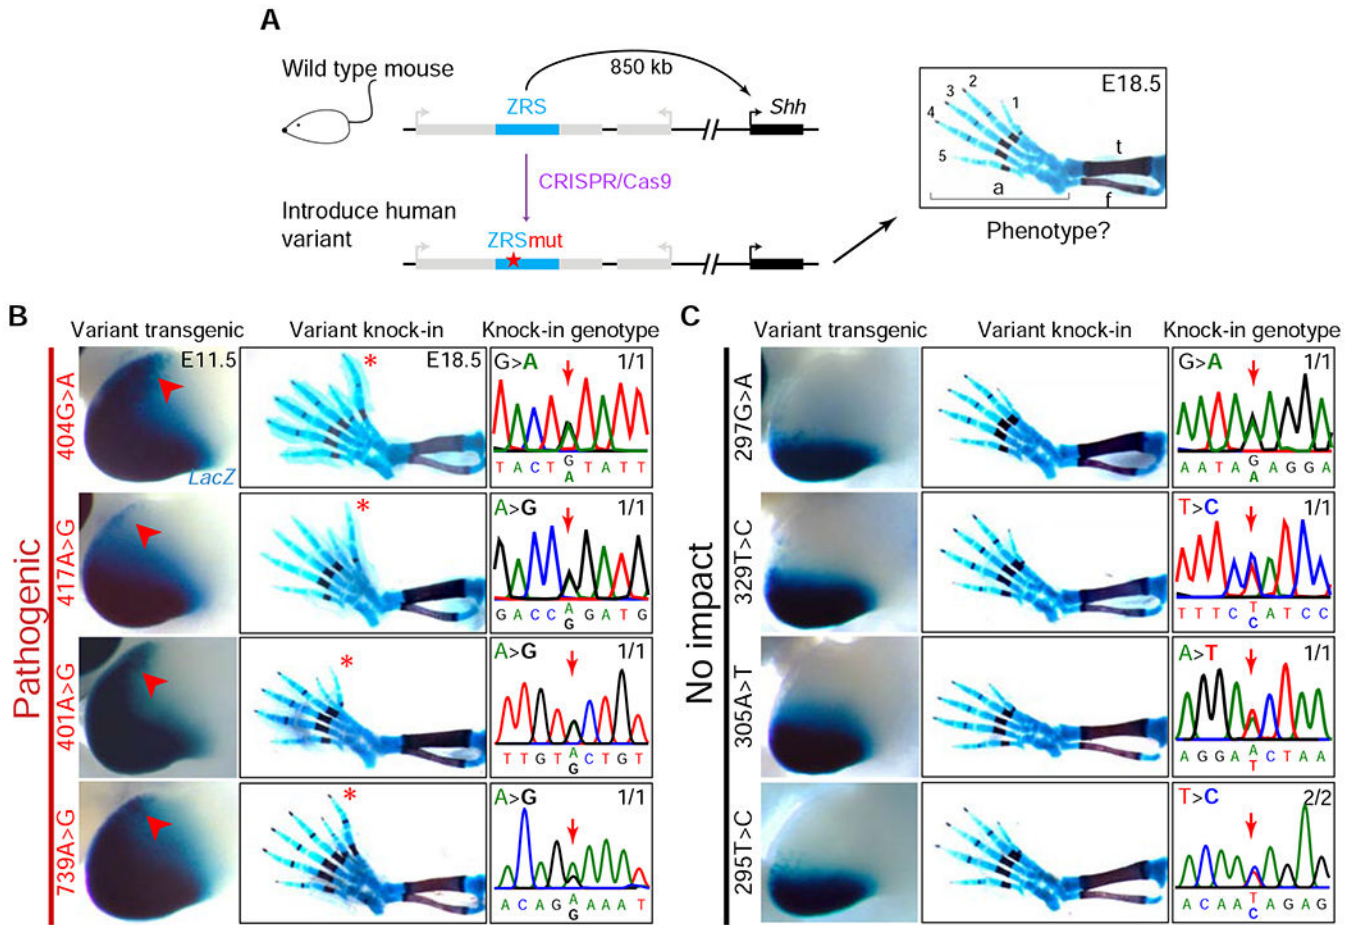 A
Wild type mouse
850 kb
ZRS
Shh
CRISPR/Cas9
Introduce human
variant
ZRSmut
E18.5
1
2
3
4
5
t
a
f
Phenotype?
B
Variant transgenic
Variant knock-in
Knock-in genotype
Pathogenic
404G>A
E11.5
LacZ
E18.5
*
G>A
1/1
T A C T G T A T T
A
417A>G
*
A>G
1/1
G A C C A G A T G
G
401A>G
*
A>G
1/1
T T G T A C T G T
G
739A>G
*
A>G
1/1
A C A G A A A A T
G
C
Variant transgenic
Variant knock-in
Knock-in genotype
No impact
297G>A
G>A
1/1
A A T A G A G G A
A
329T>C
T>C
1/1
T T T C T A T C C
C
305A>T
A>T
1/1
A G G A A C T A A
T
295T>C
T>C
2/2
A C A A T A G A G
C